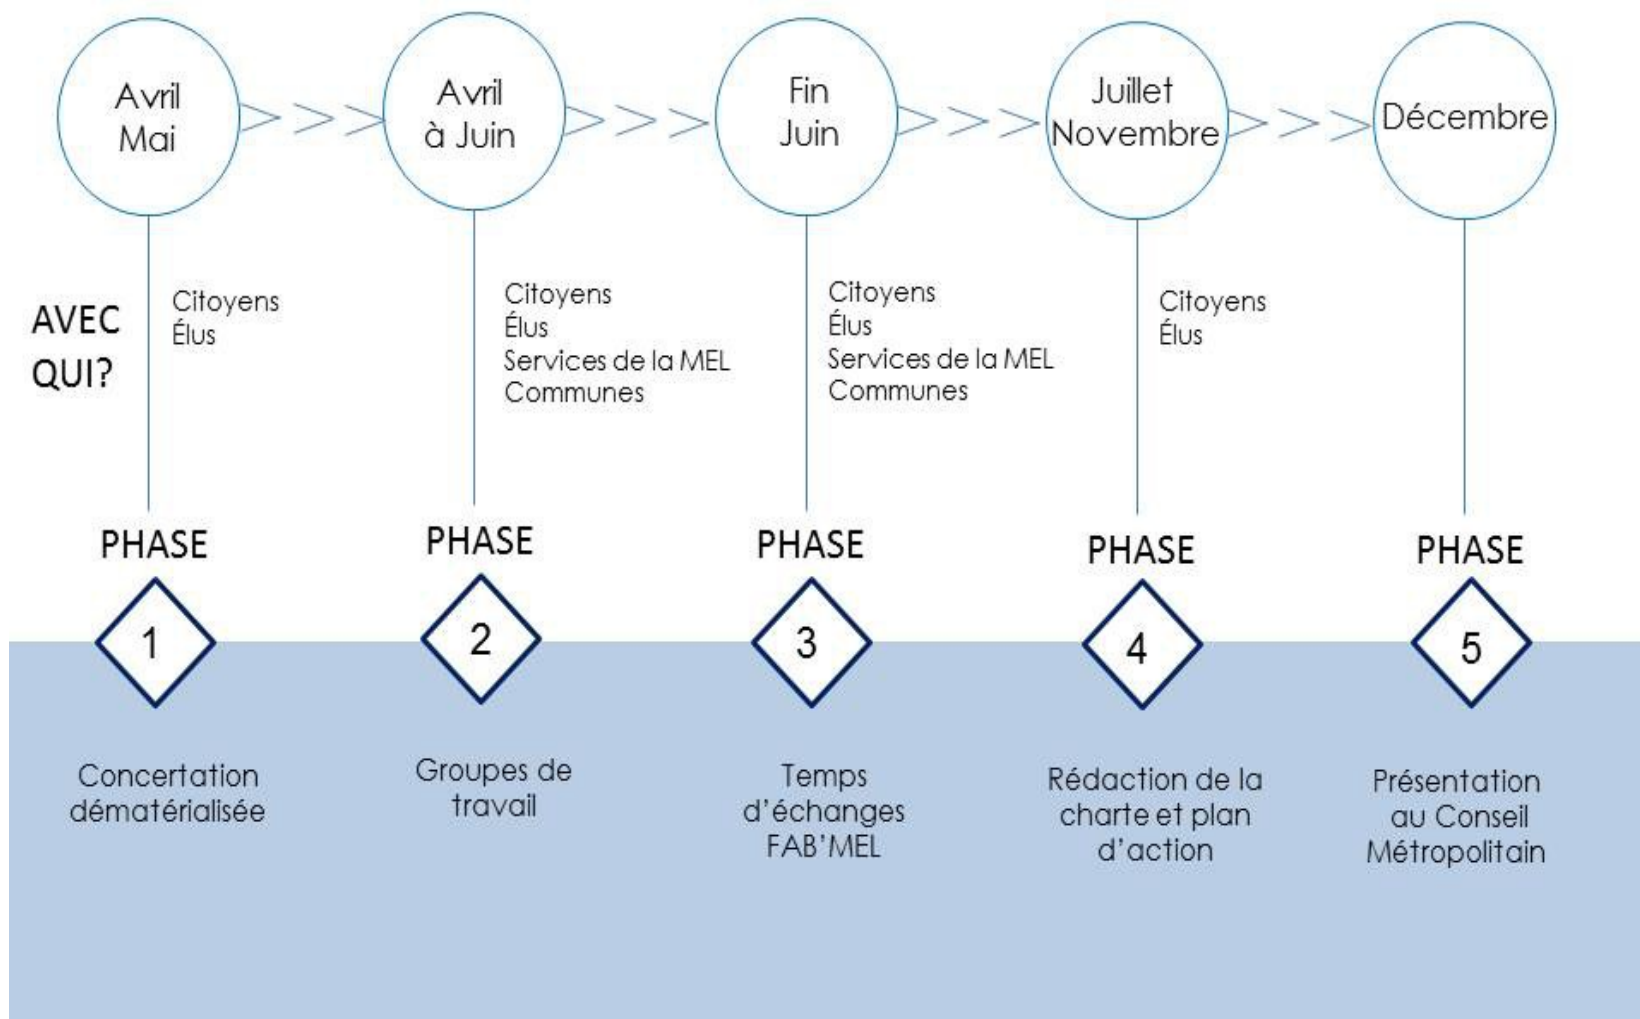 Avril
Mai
Avril
à Juin
Fin
Juin
Juillet
Novembre
Décembre
AVEC
QUI?
Citoyens
Élus
Citoyens
Élus
Services de la MEL
Communes
Citoyens
Élus
Services de la MEL
Communes
Citoyens
Élus
PHASE
1
PHASE
2
PHASE
3
PHASE
4
PHASE
5
Concertation
dématérialisée
Groupes de
travail
Temps
d'échanges
FAB'MEL
Rédaction de la
charte et plan
d'action
Présentation
au Conseil
Métropolitain